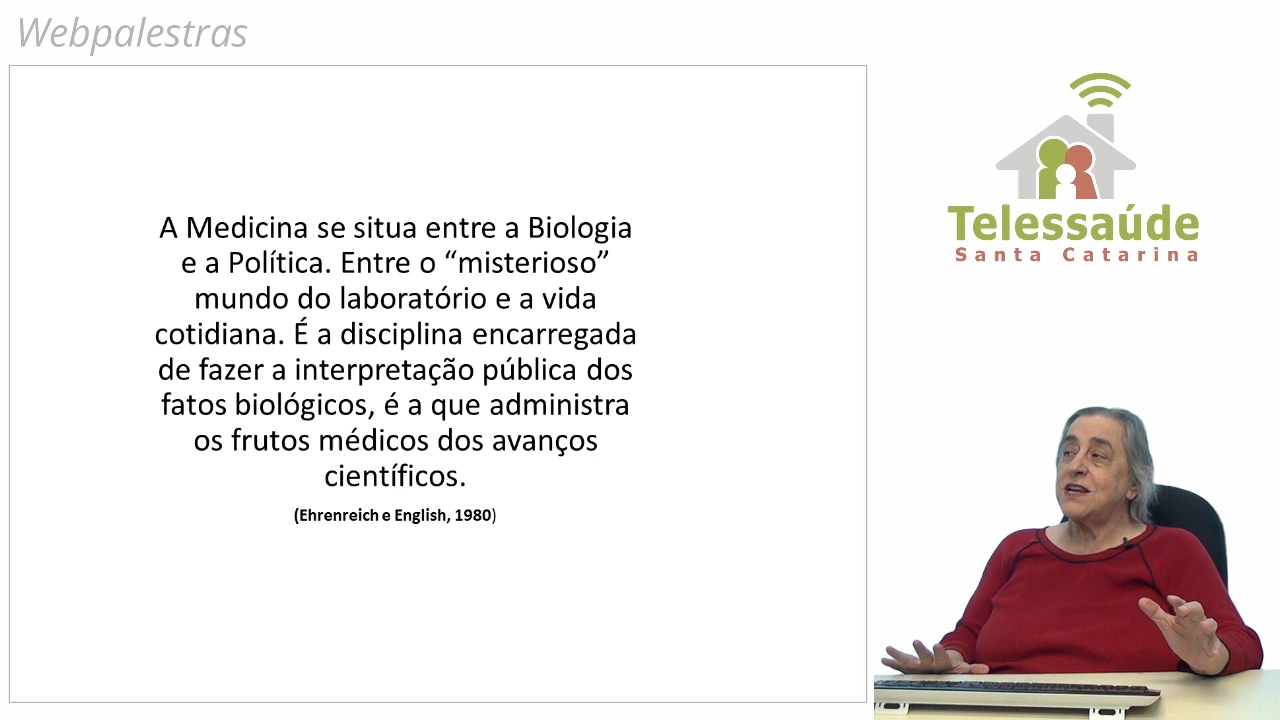 Webpalestras
A Medicina se situa entre a Biologia
e a Política. Entre o “misterioso”
mundo do laboratório e a vida
cotidiana. É a disciplina encarregada
de fazer a interpretação pública dos
fatos biológicos, é a que administra
os frutos médicos dos avanços
científicos.
(Ehrenreich e English, 1980)
Telessaúde
Santa Catarina